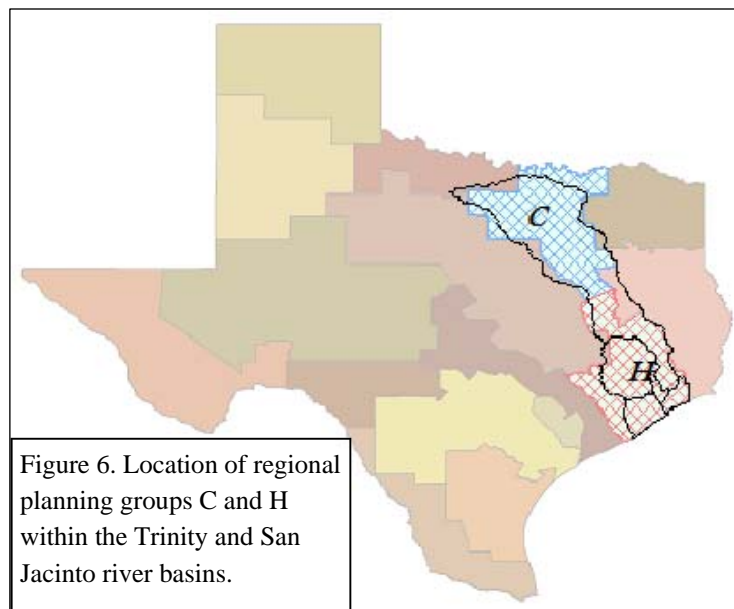 C
H
Figure 6. Location of regional
planning groups C and H
within the Trinity and San
Jacinto river basins.